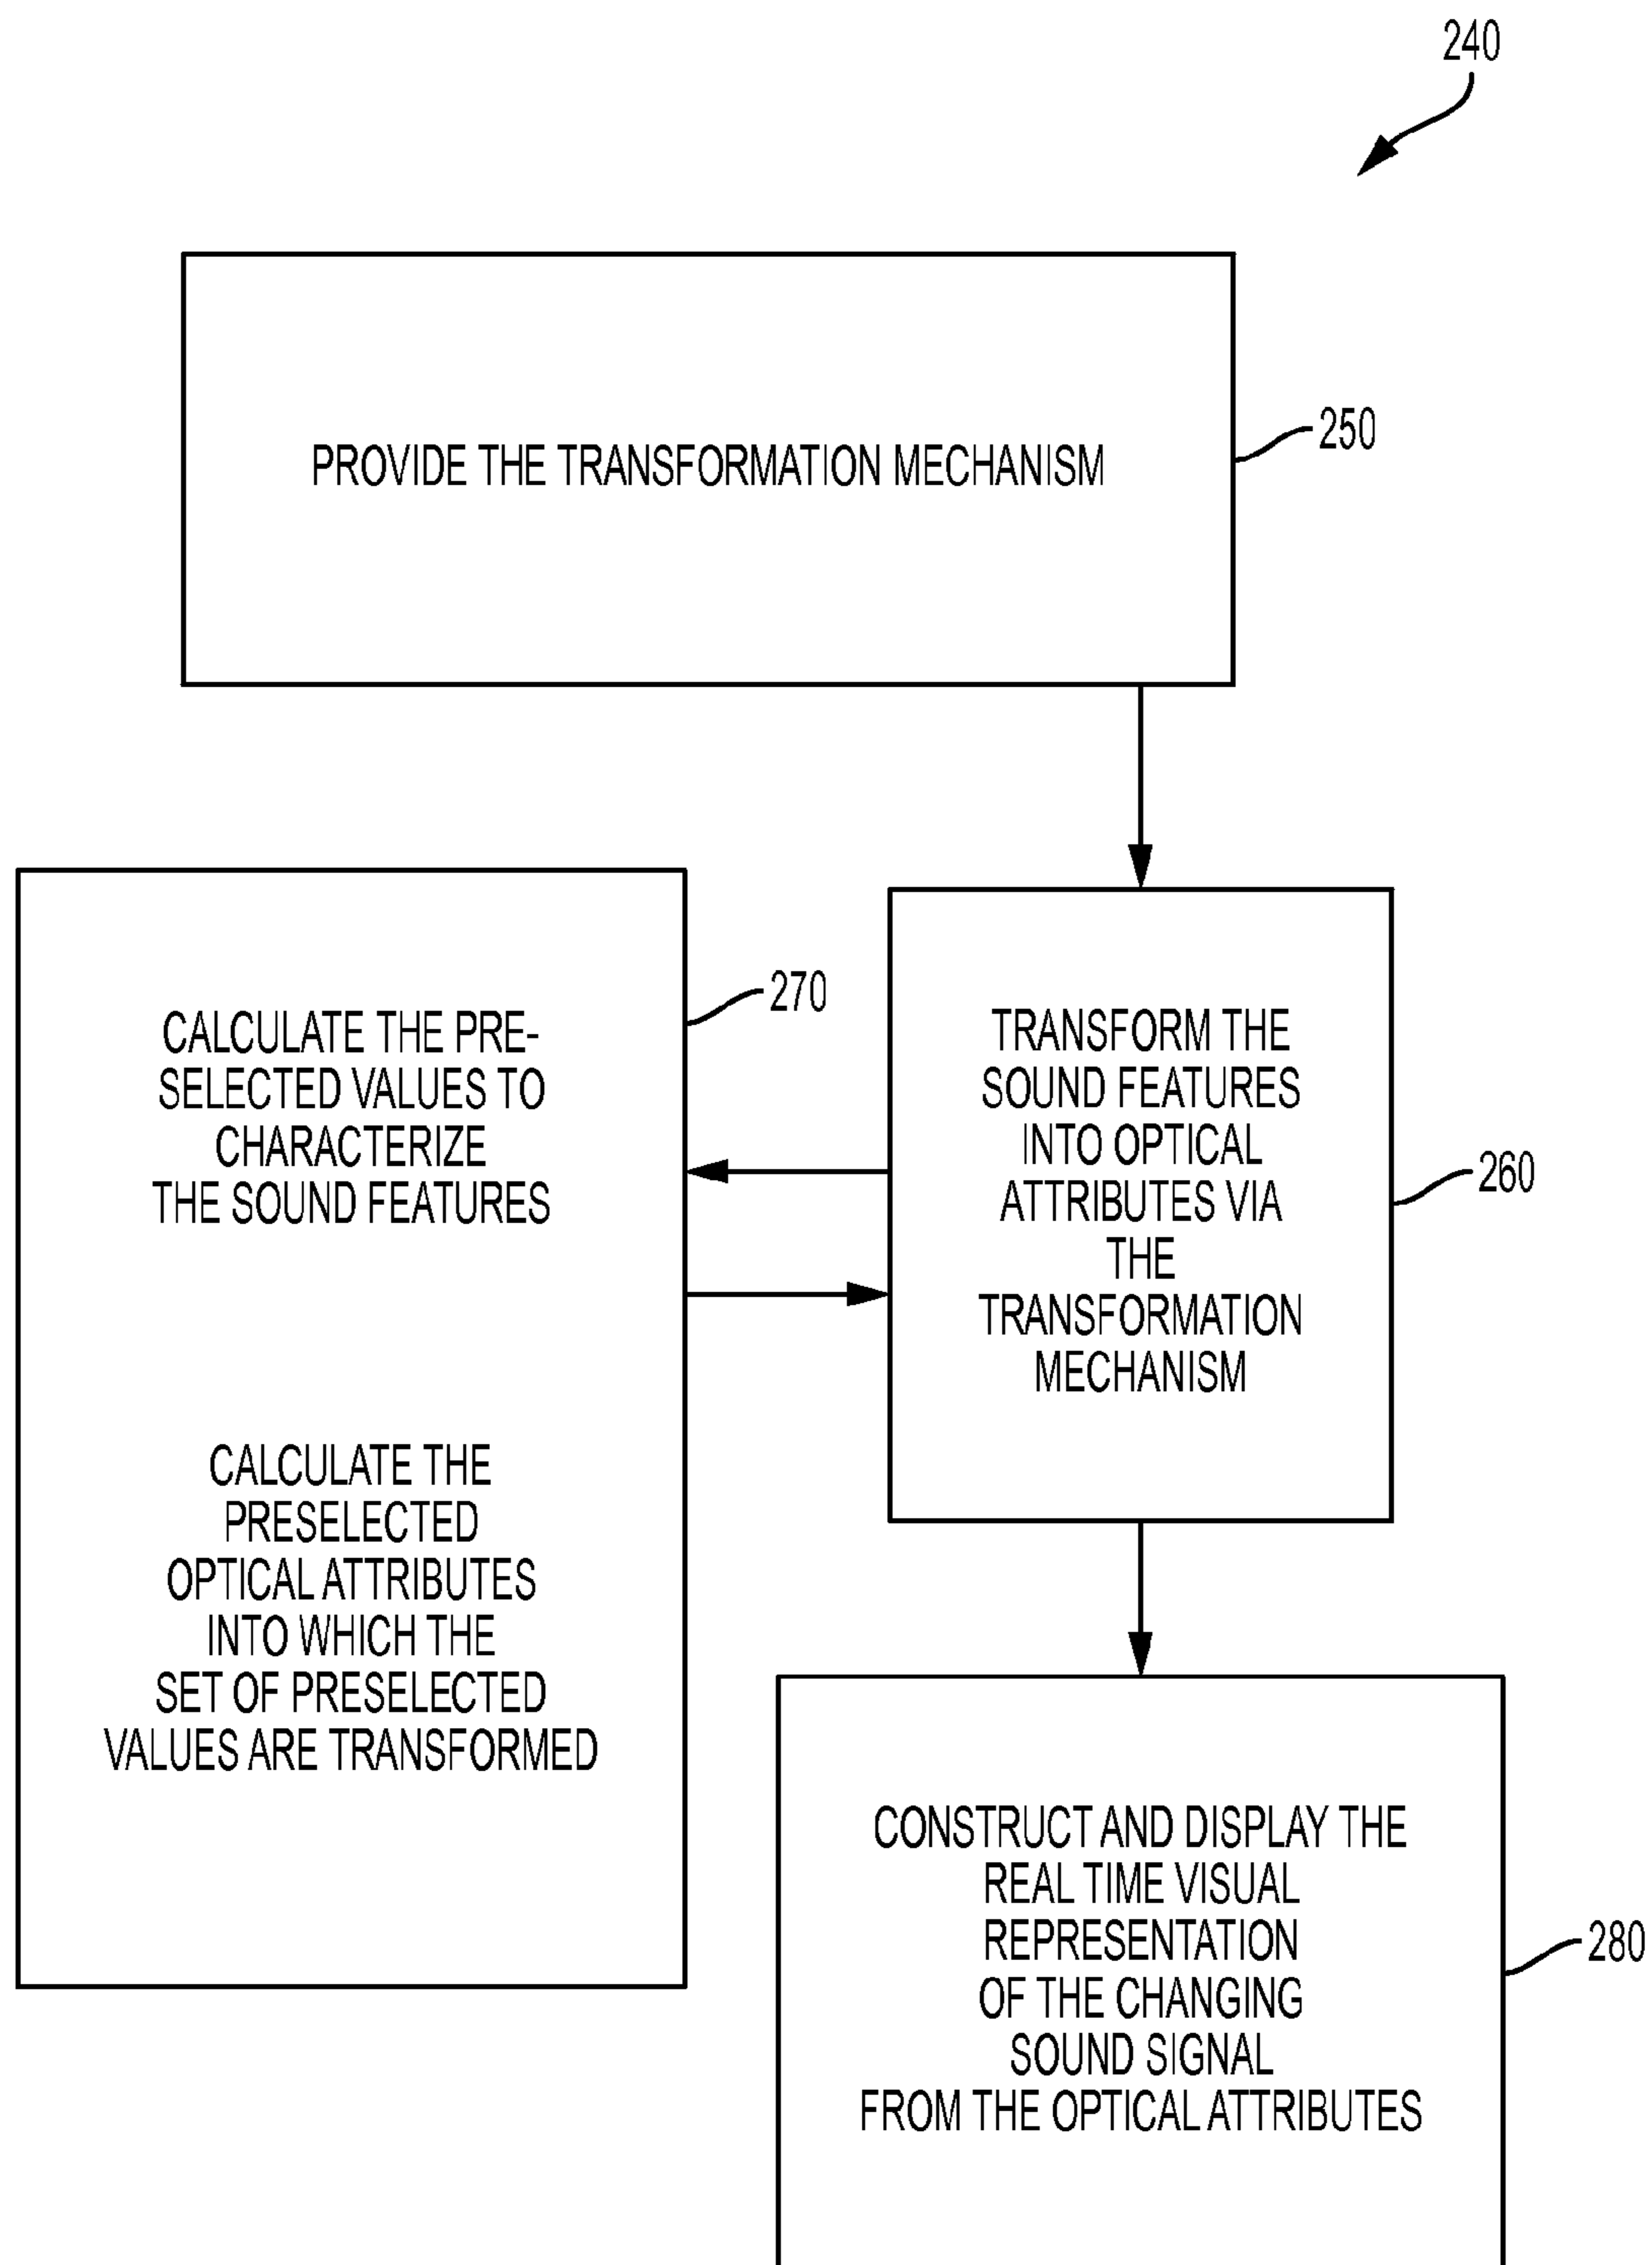 240
PROVIDE THE TRANSFORMATION MECHANISM
250
CALCULATE THE PRE-
SELECTED VALUES TO
CHARACTERIZE
THE SOUND FEATURES
CALCULATE THE
PRESELECTED
OPTICAL ATTRIBUTES
INTO WHICH THE
SET OF PRESELECTED
VALUES ARE TRANSFORMED
270
TRANSFORM THE
SOUND FEATURES
INTO OPTICAL
ATTRIBUTES VIA
THE
TRANSFORMATION
MECHANISM
260
CONSTRUCT AND DISPLAY THE
REAL TIME VISUAL
REPRESENTATION
OF THE CHANGING
SOUND SIGNAL
FROM THE OPTICAL ATTRIBUTES
280